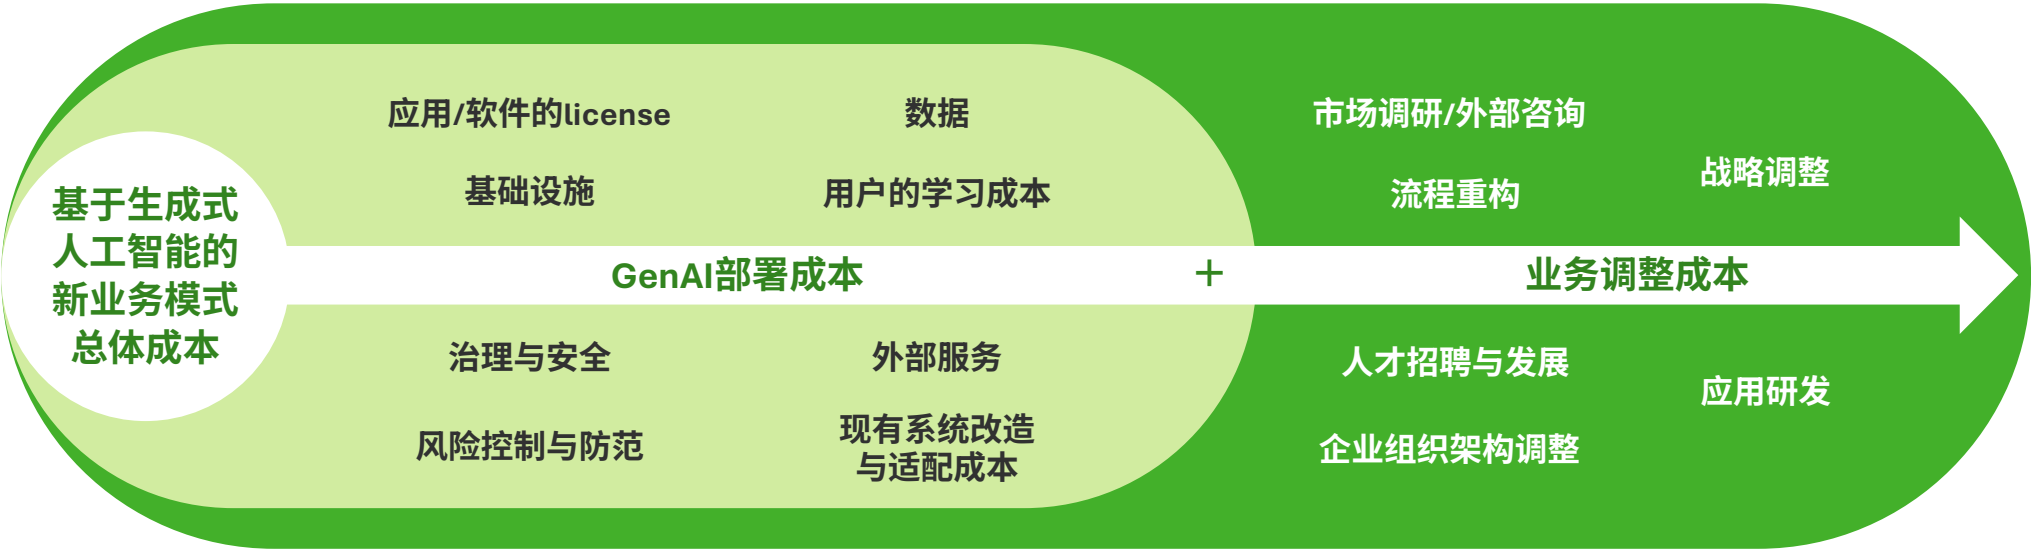 基于生成式
人工智能的
新业务模式
总体成本
应用/软件的license
数据
基础设施
用户的学习成本
GenAI部署成本
+
业务调整成本
治理与安全
外部服务
风险控制与防范
现有系统改造
与适配成本
市场调研/外部咨询
战略调整
流程重构
人才招聘与发展
应用研发
企业组织架构调整